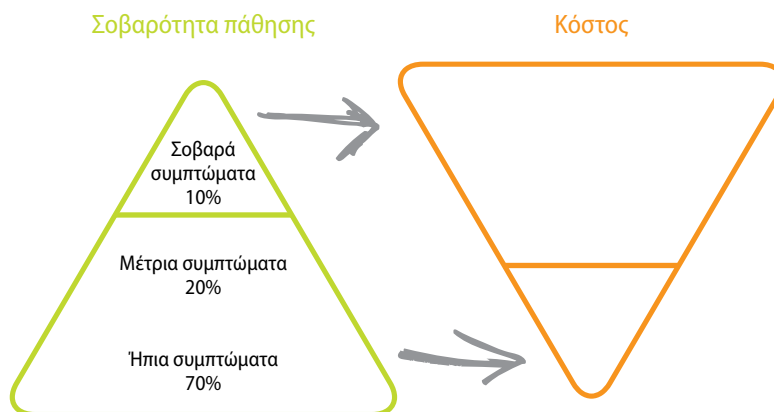 Σοβαρότητα πάθησης
Κόστος
Σοβαρά
συμπτώματα
10%
Μέτρια συμπτώματα
20%
Ήπια συμπτώματα
70%